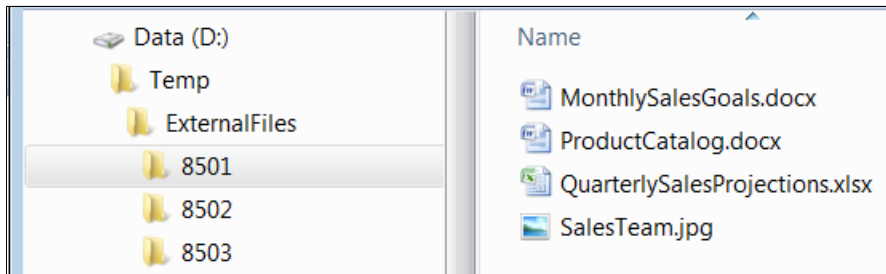 Data (D:)
Temp
ExternalFiles
8501
8502
8503
Name
MonthlySalesGoals.docx
ProductCatalog.docx
QuarterlySalesProjections.xlsx
SalesTeam.jpg